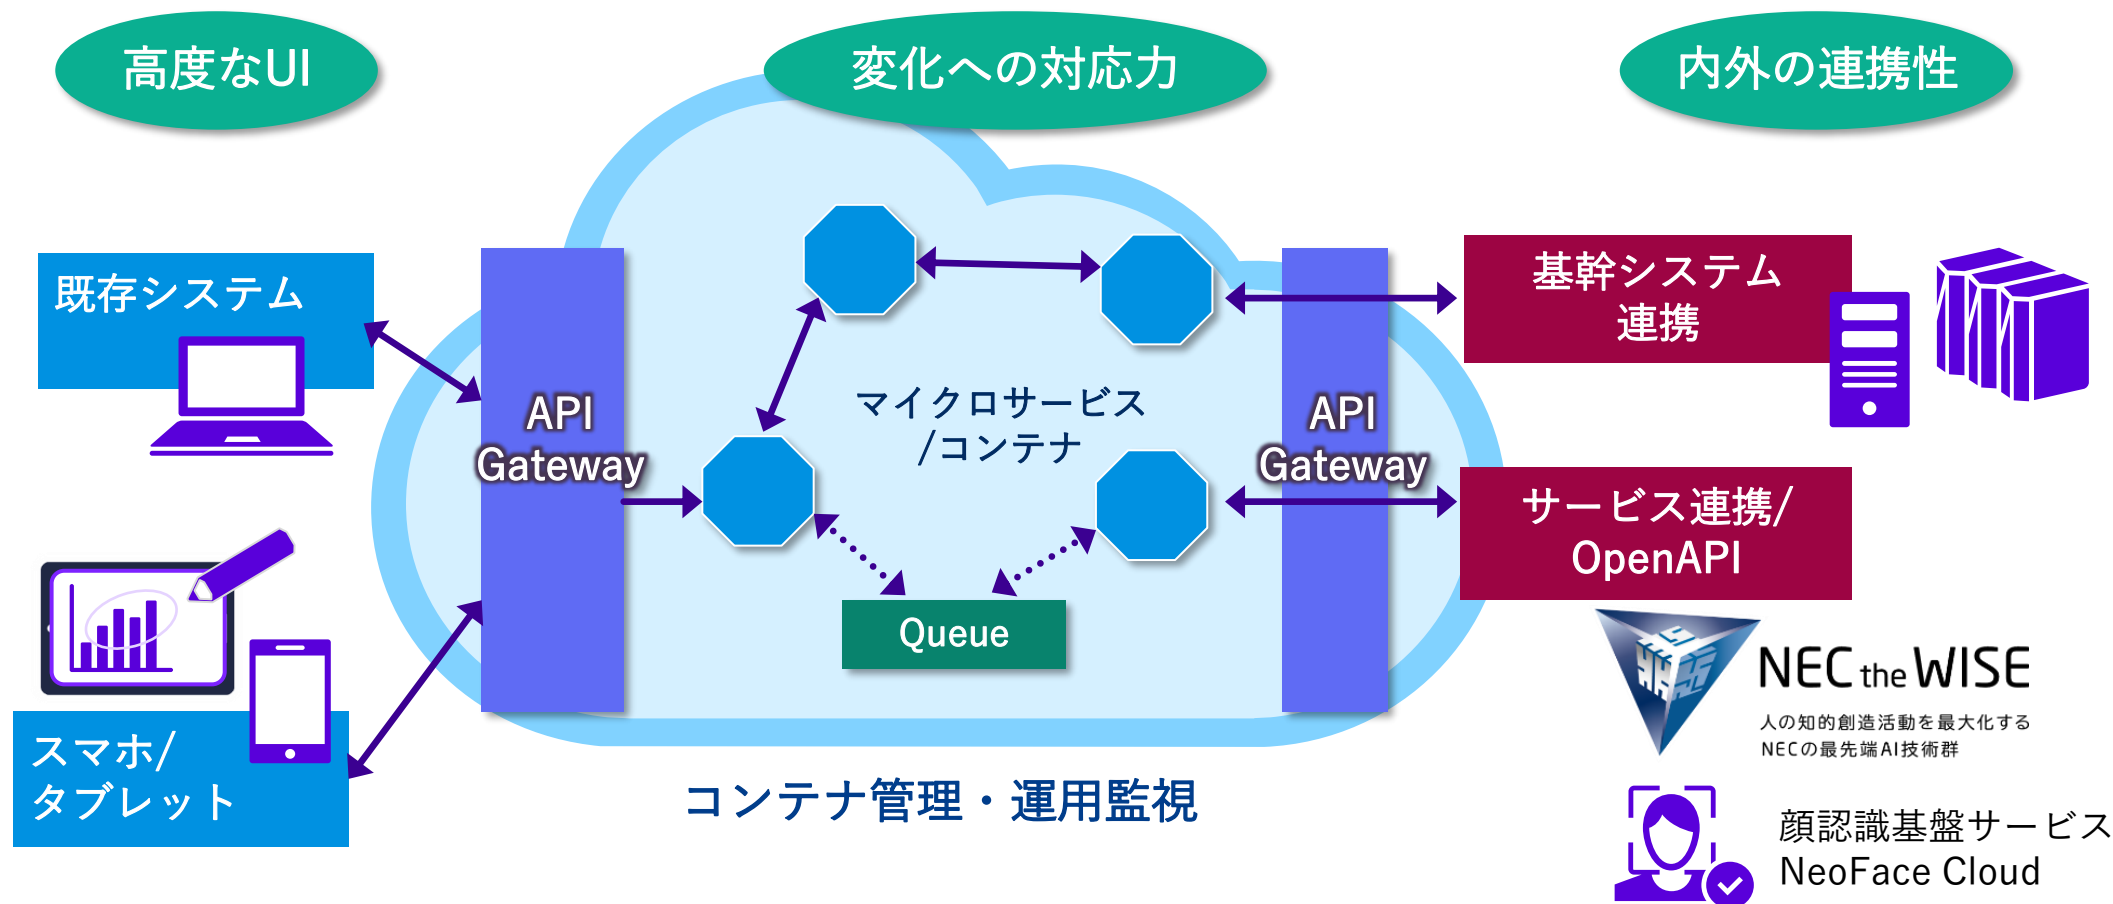 高度なUI
変化への対応力
内外の連携性
既存システム
API
Gateway
マイクロサービス
/コンテナ
API
Gateway
基幹システム
連携
サービス連携/
OpenAPI
Queue
スマホ/
タブレット
コンテナ管理・運用監視
NEC the WISE
人の知的創造活動を最大化する
NECの最先端AI技術群
顔認識基盤サービス
NeoFace Cloud